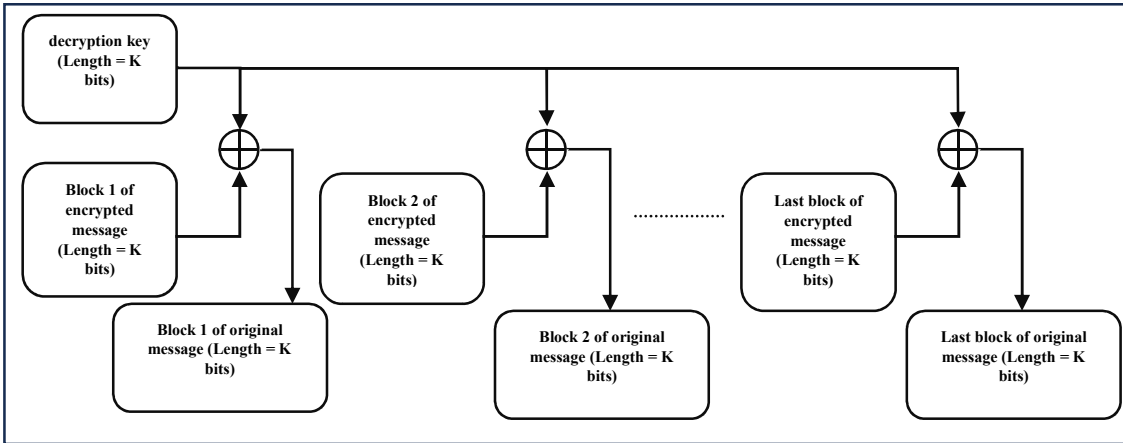 decryption key
(Length = K
bits)
Block 1 of
encrypted
message
(Length = K
bits)
Block 2 of
encrypted
message
(Length = K
bits)
Last block of
encrypted
message
(Length = K
bits)
Block 1 of original
message (Length = K
bits)
Block 2 of original
message (Length = K
bits)
Last block of original
message (Length = K
bits)